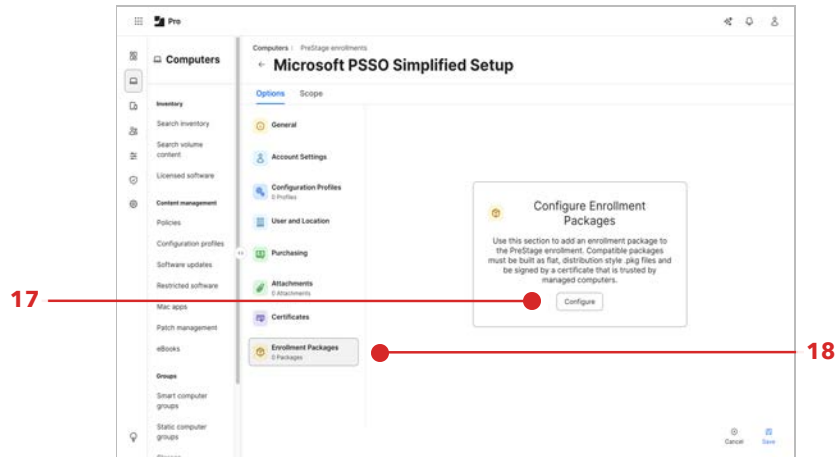 Pro
Computers
Computers : PreStage enrollments
← Microsoft PSSO Simplified Setup
Options Scope
Inventory
Search inventory
Search volume
content
Licensed software
Content management
Policies
Configuration profiles
Software updates
Restricted software
Mac apps
Patch management
eBooks
Groups
Smart computer
groups
Static computer
groups
General
Account Settings
Configuration Profiles
0 Profiles
User and Location
Purchasing
Attachments
0 Attachments
Certificates
Enrollment Packages
0 Packages
Configure Enrollment
Packages
Use this section to add an enrollment package to
the PreStage enrollment. Compatible packages
must be built as flat, distribution style .pkg files and
be signed by a certificate that is trusted by
managed computers.
Configure
17
18
Cancel Save